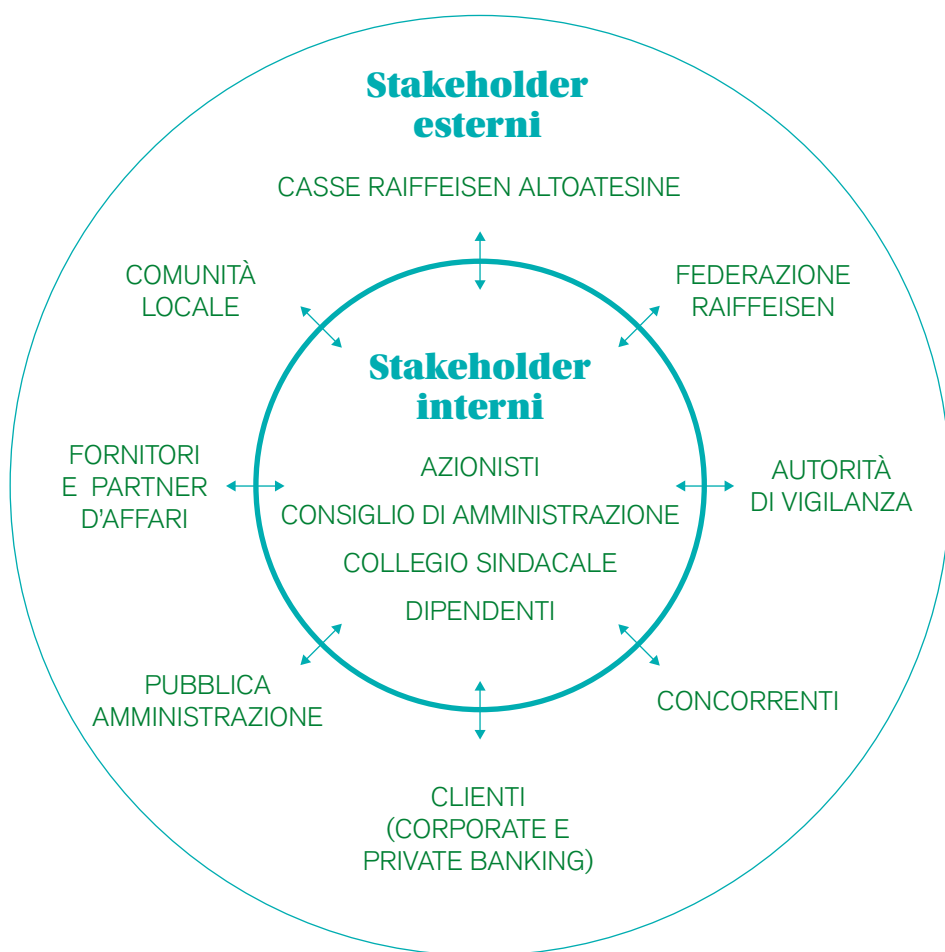 Stakeholder
esterni
CASSE RAIFFEISEN ALTOATESINE
COMUNITÀ
LOCALE
FEDERAZIONE
RAIFFEISEN
Stakeholder
interni
AZIONISTI
CONSIGLIO DI AMMINISTRAZIONE
COLLEGIO SINDACALE
DIPENDENTI
FORNITORI
E PARTNER
D'AFFARI
AUTORITÀ
DI VIGILANZA
PUBBLICA
AMMINISTRAZIONE
CONCORRENTI
CLIENTI
(CORPORATE E
PRIVATE BANKING)